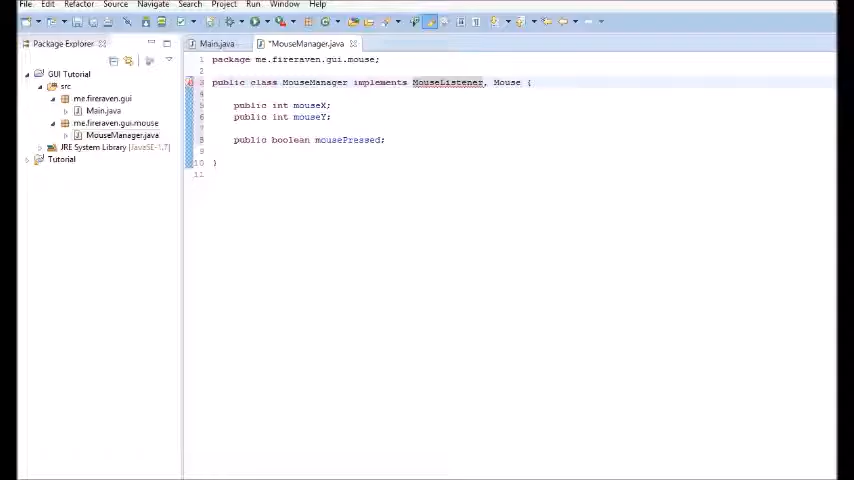 File Edit Refactor Source Navigate Search Project Run Window Help
Package Explorer
Main.java
*MouseManager.java
GUI Tutorial
src
me.fireraven.gui
Main.java
me.fireraven.gui.mouse
MouseManager.java
JRE System Library [JavaSE-1.7]
Tutorial
1 package me.fireraven.gui.mouse;
2
3 public class MouseManager implements MouseListener, Mouse {
4
5 public int mouseX;
6 public int mouseY;
7
8 public boolean mousePressed;
9
10 }
11